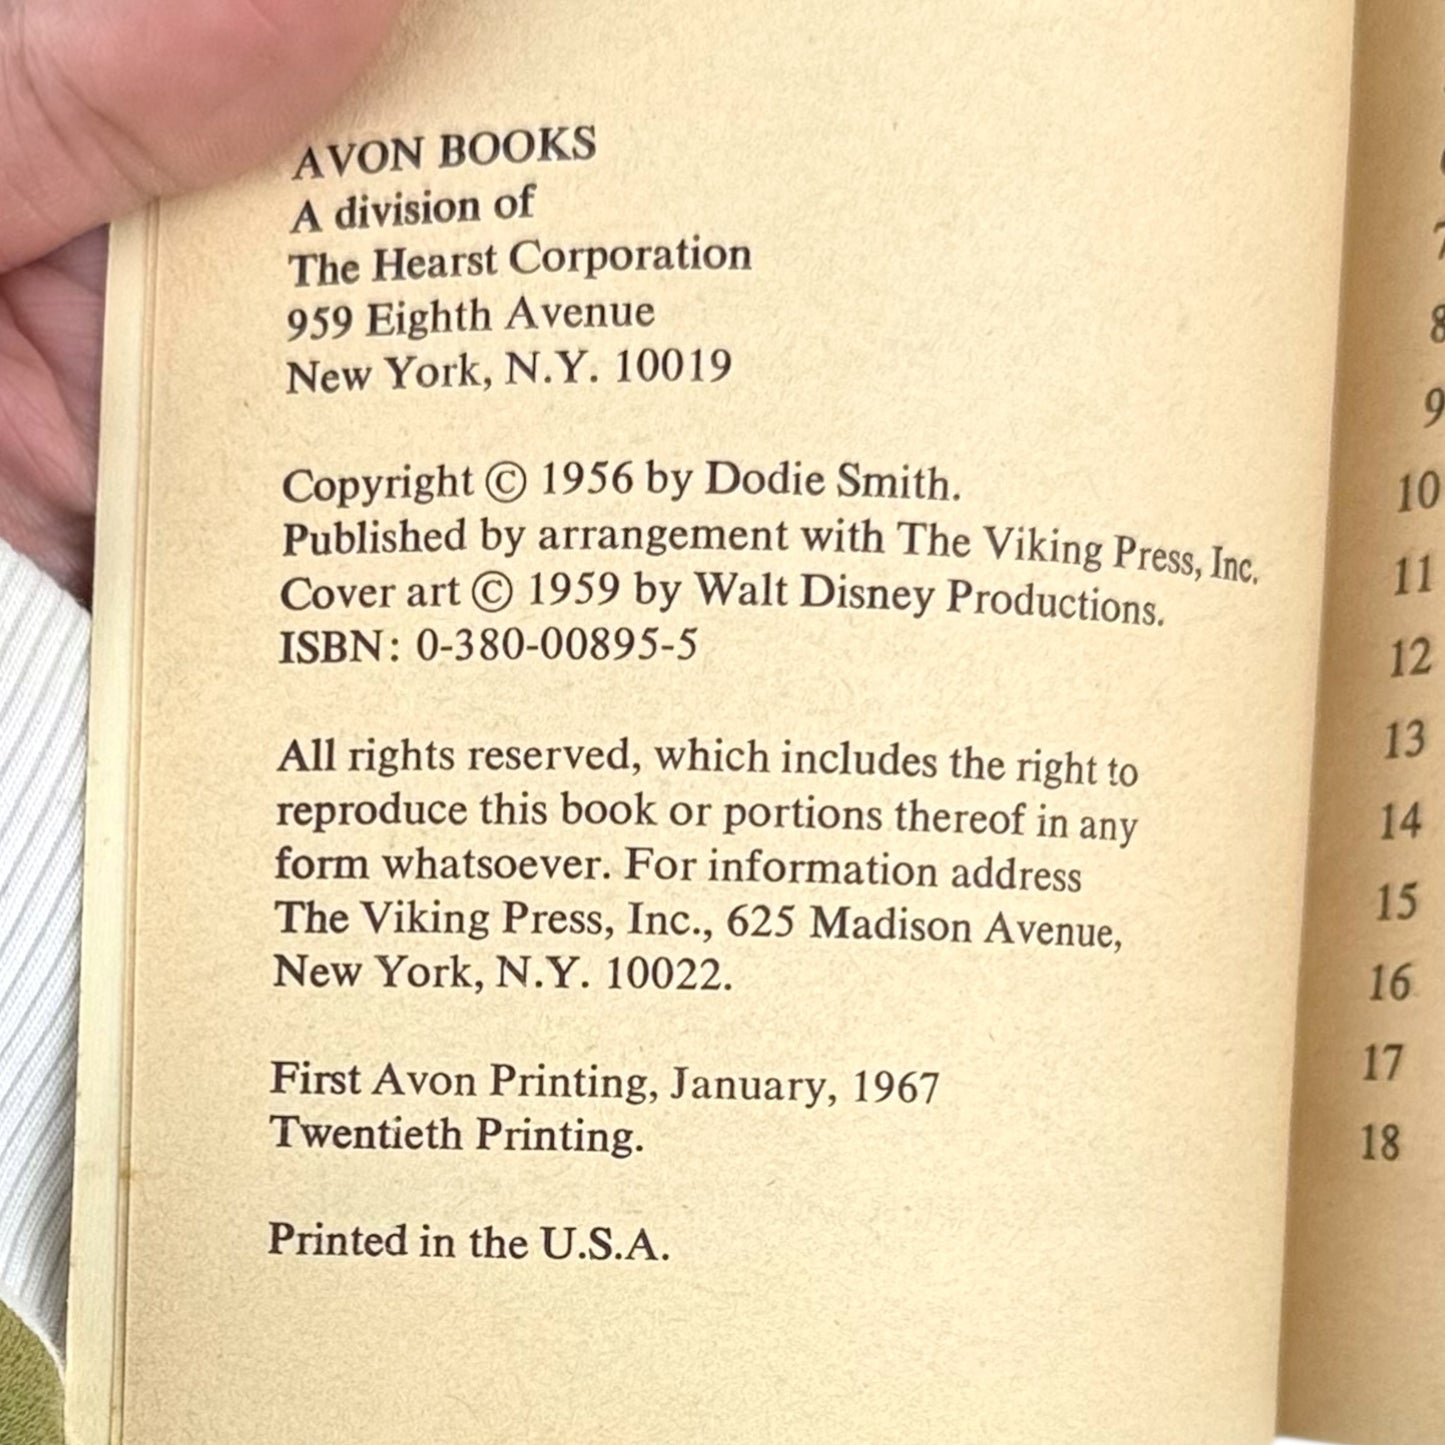 AVON BOOKS
A division of
The Hearst Corporation
959 Eighth Avenue
New York, N.Y. 10019
Copyright © 1956 by Dodie Smith.
Published by arrangement with The Viking Press, Inc.
Cover art © 1959 by Walt Disney Productions.
ISBN: 0-380-00895-5
All rights reserved, which includes the right to
reproduce this book or portions thereof in any
form whatsoever. For information address
The Viking Press, Inc., 625 Madison Avenue,
New York, N.Y. 10022.
First Avon Printing, January, 1967
Twentieth Printing.
Printed in the U.S.A.
7
8
9
10
11
12
13
14
15
16
17
18